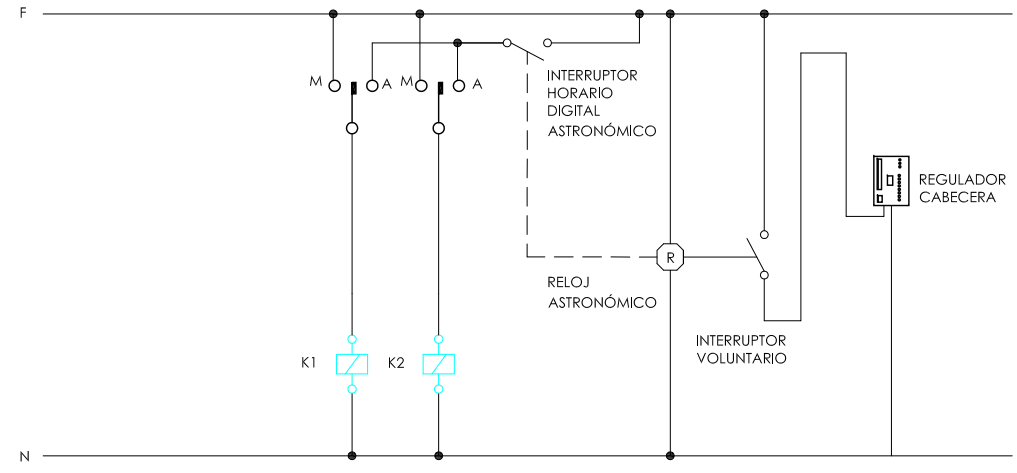 F
M
A
M
A
INTERRUPTOR
HORARIO
DIGITAL
ASTRONÓMICO
REGULADOR
CABECERA
R
RELOJ
ASTRONÓMICO
INTERRUPTOR
VOLUNTARIO
K1
K2
N